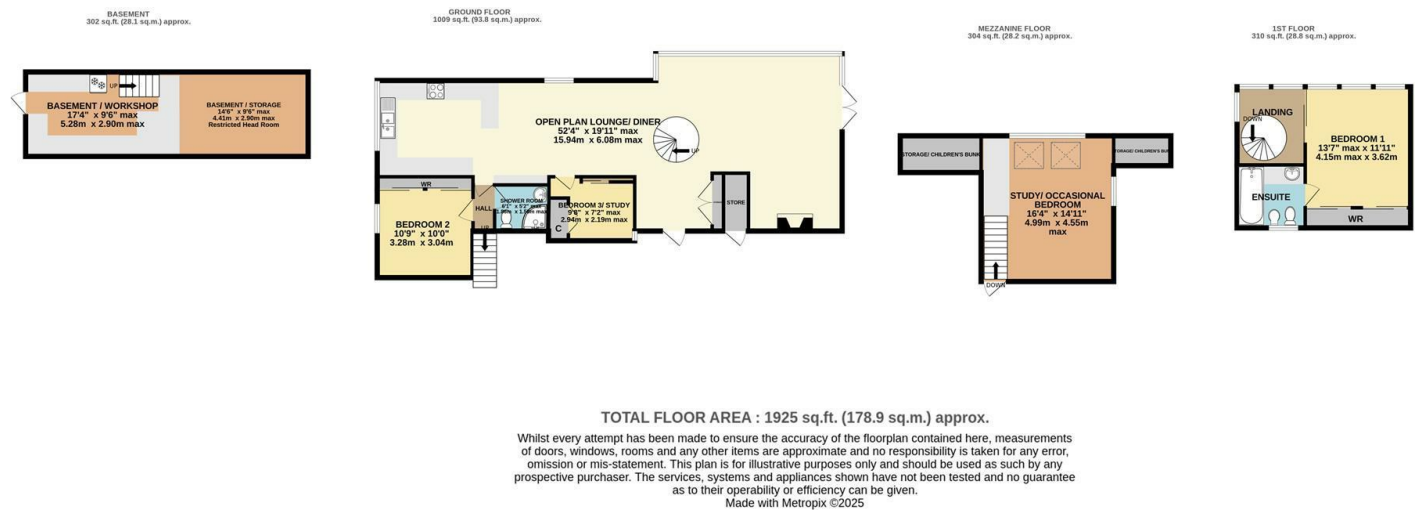 BASEMENT
302 sq.ft. (28.1 sq.m.) approx.
UP
BASEMENT / WORKSHOP
17'4" x 9'6" max
5.28m x 2.90m max
BASEMENT / STORAGE
14'6" x 9'6" max
4.41m x 2.90m max
Restricted Head Room
GROUND FLOOR
1009 sq.ft. (93.8 sq.m.) approx.
OPEN PLAN LOUNGE/ DINER
52'4" x 19'11" max
15.94m x 6.08m max
UP
WR
BEDROOM 2
10'9" x 10'0"
3.28m x 3.04m
HALL
UP
SHOWER ROOM
BEDROOM 3/ STUDY
9'8" x 7'2" max
2.94m x 2.19m max
C
STORE
MEZZANINE FLOOR
304 sq.ft. (28.2 sq.m.) approx.
STORAGE/ CHILDREN'S BUNK
STORAGE/ CHILDREN'S BUNK
STUDY/ OCCASIONAL
BEDROOM
16'4" x 14'11"
4.99m x 4.55m
max
DOWN
1ST FLOOR
310 sq.ft. (28.8 sq.m.) approx.
LANDING
DOWN
BEDROOM 1
13'7" max x 11'11"
4.15m max x 3.62m
ENSUITE
WR
TOTAL FLOOR AREA : 1925 sq.ft. (178.9 sq.m.) approx.
Whilst every attempt has been made to ensure the accuracy of the floorplan contained here, measurements
of doors, windows, rooms and any other items are approximate and no responsibility is taken for any error,
omission or mis-statement. This plan is for illustrative purposes only and should be used as such by any
prospective purchaser. The services, systems and appliances shown have not been tested and no guarantee
as to their operability or efficiency can be given.
Made with Metropix ©2025